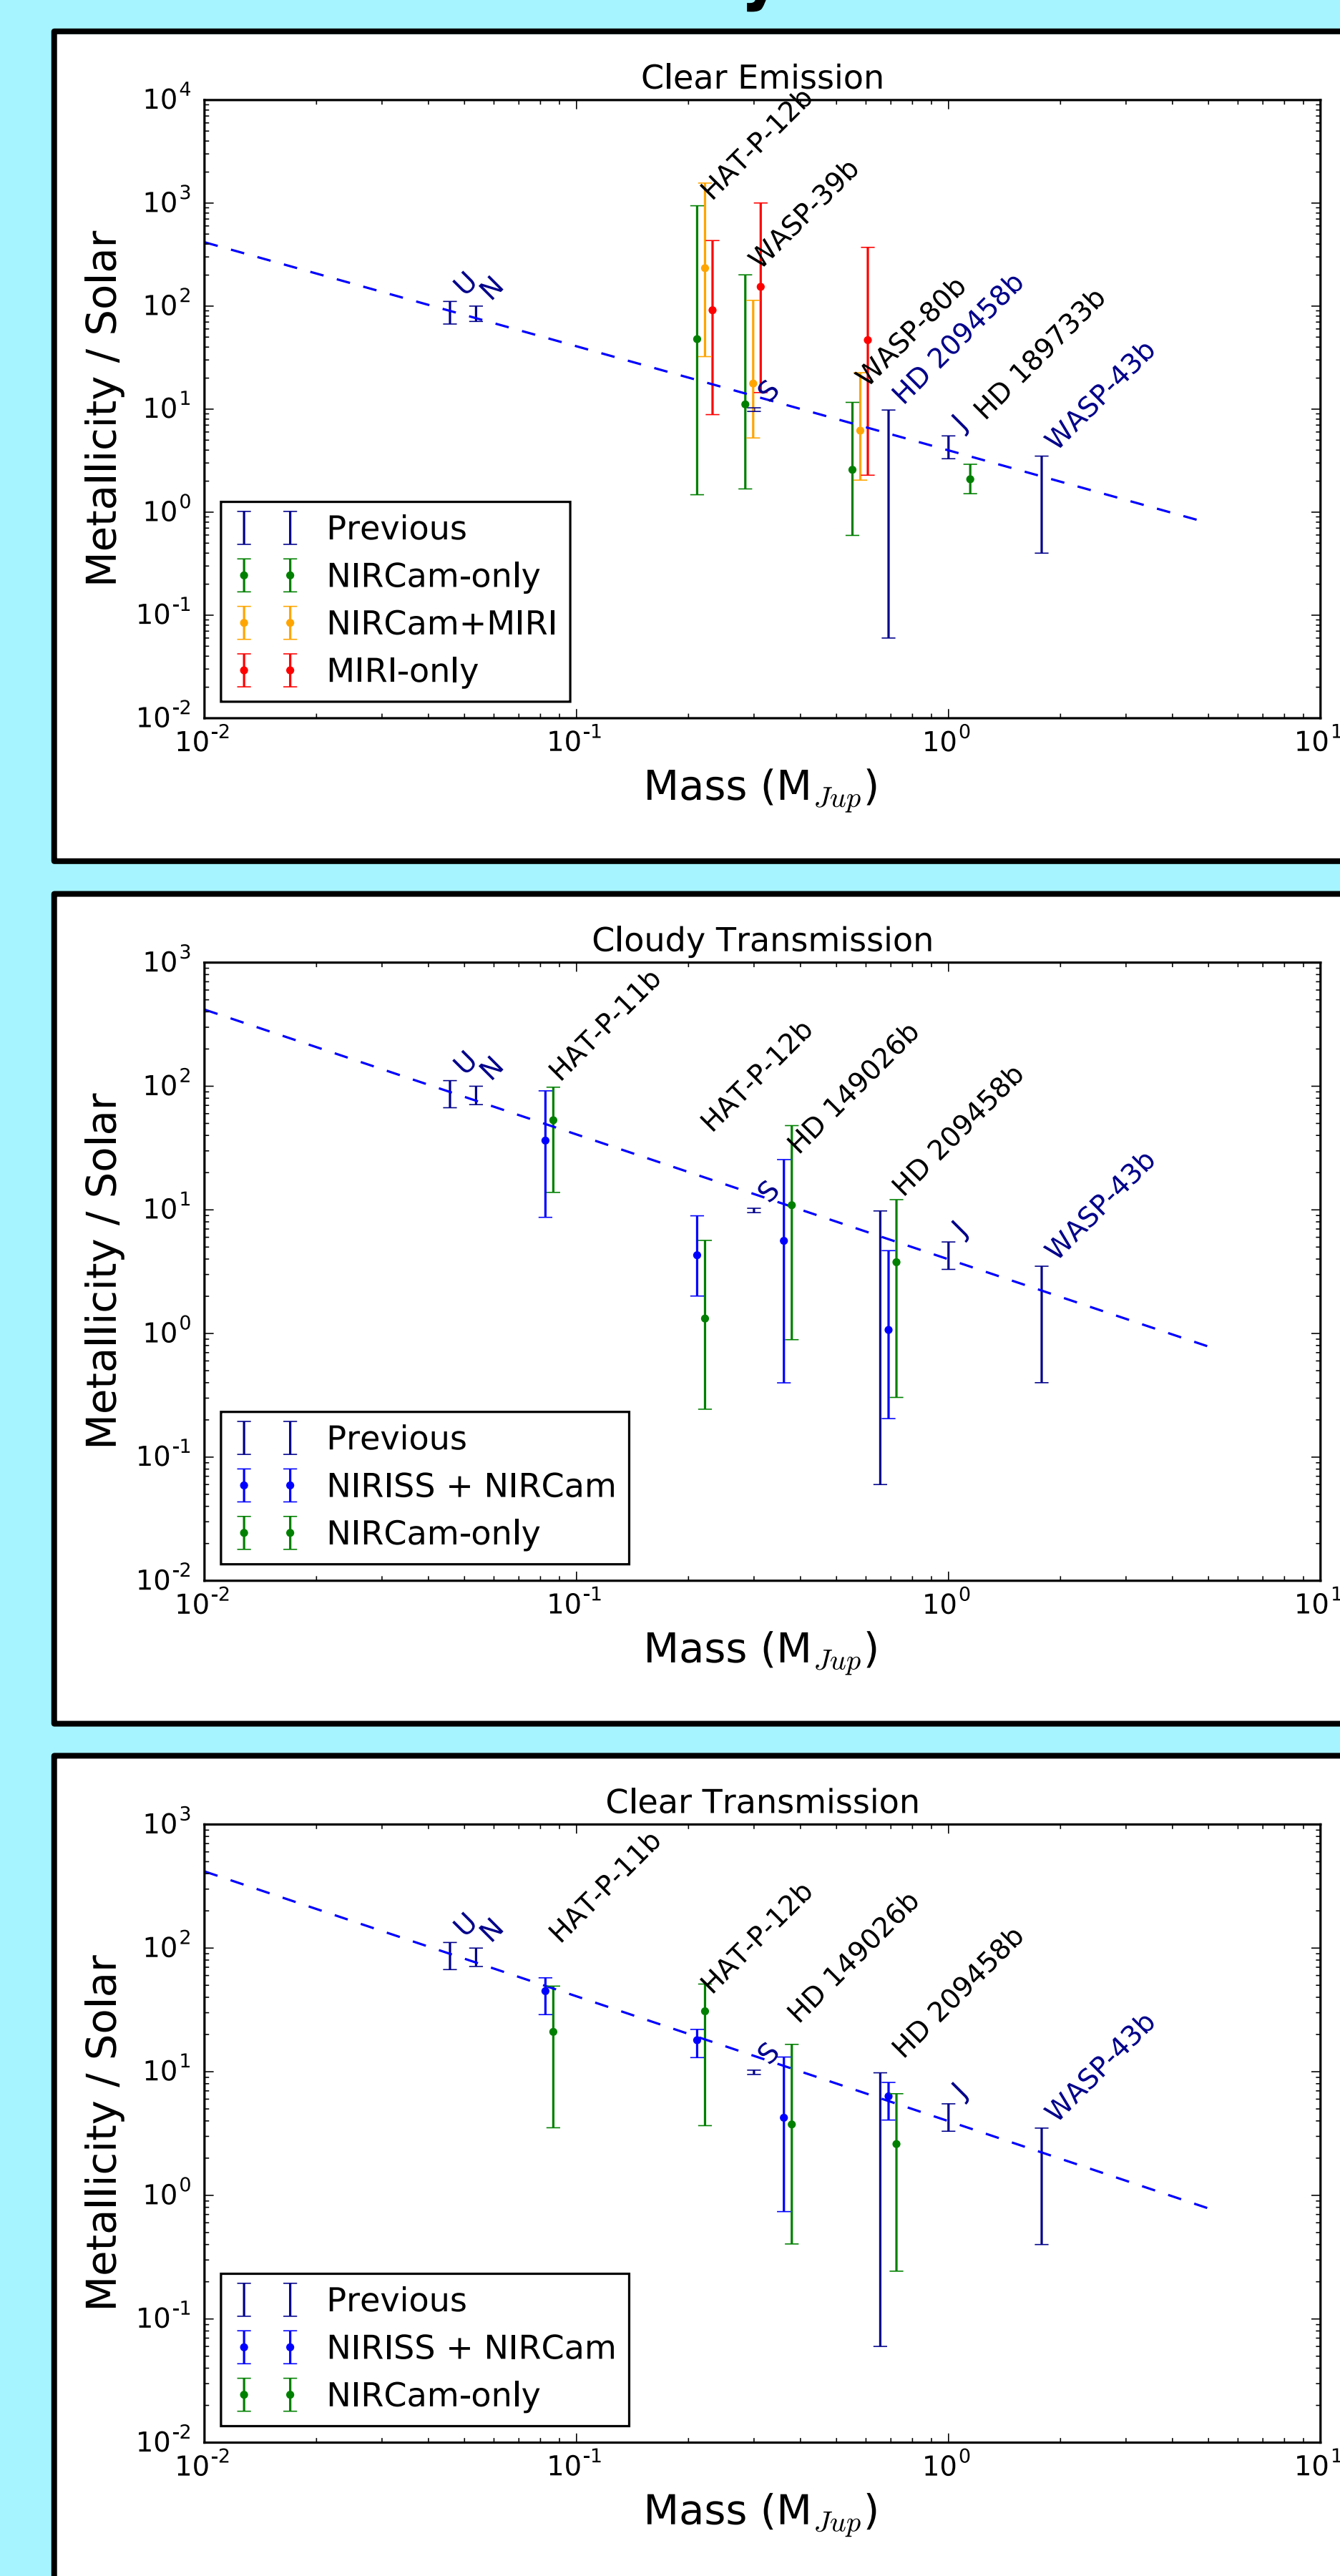 y
Clear Emission
Metallicity / Solar
10^4
10^3
10^2
10^1
10^0
10^-1
10^-2
U
N
HAT-P-12b
WASP-39b
S
WASP-80b
HD 209458b
J
HD 189733b
WASP-43b
Previous
NIRCam-only
NIRCam+MIRI
MIRI-only
10^-2 10^-1 10^0 10^1
Mass (M_Jup)
Cloudy Transmission
Metallicity / Solar
10^3
10^2
10^1
10^0
10^-1
10^-2
U
N
HAT-P-11b
HAT-P-12b
S
HD 149026b
HD 209458b
J
WASP-43b
Previous
NIRISS + NIRCam
NIRCam-only
10^-2 10^-1 10^0 10^1
Mass (M_Jup)
Clear Transmission
Metallicity / Solar
10^3
10^2
10^1
10^0
10^-1
10^-2
U
N
HAT-P-11b
HAT-P-12b
S
HD 149026b
HD 209458b
J
WASP-43b
Previous
NIRISS + NIRCam
NIRCam-only
10^-2 10^-1 10^0 10^1
Mass (M_Jup)